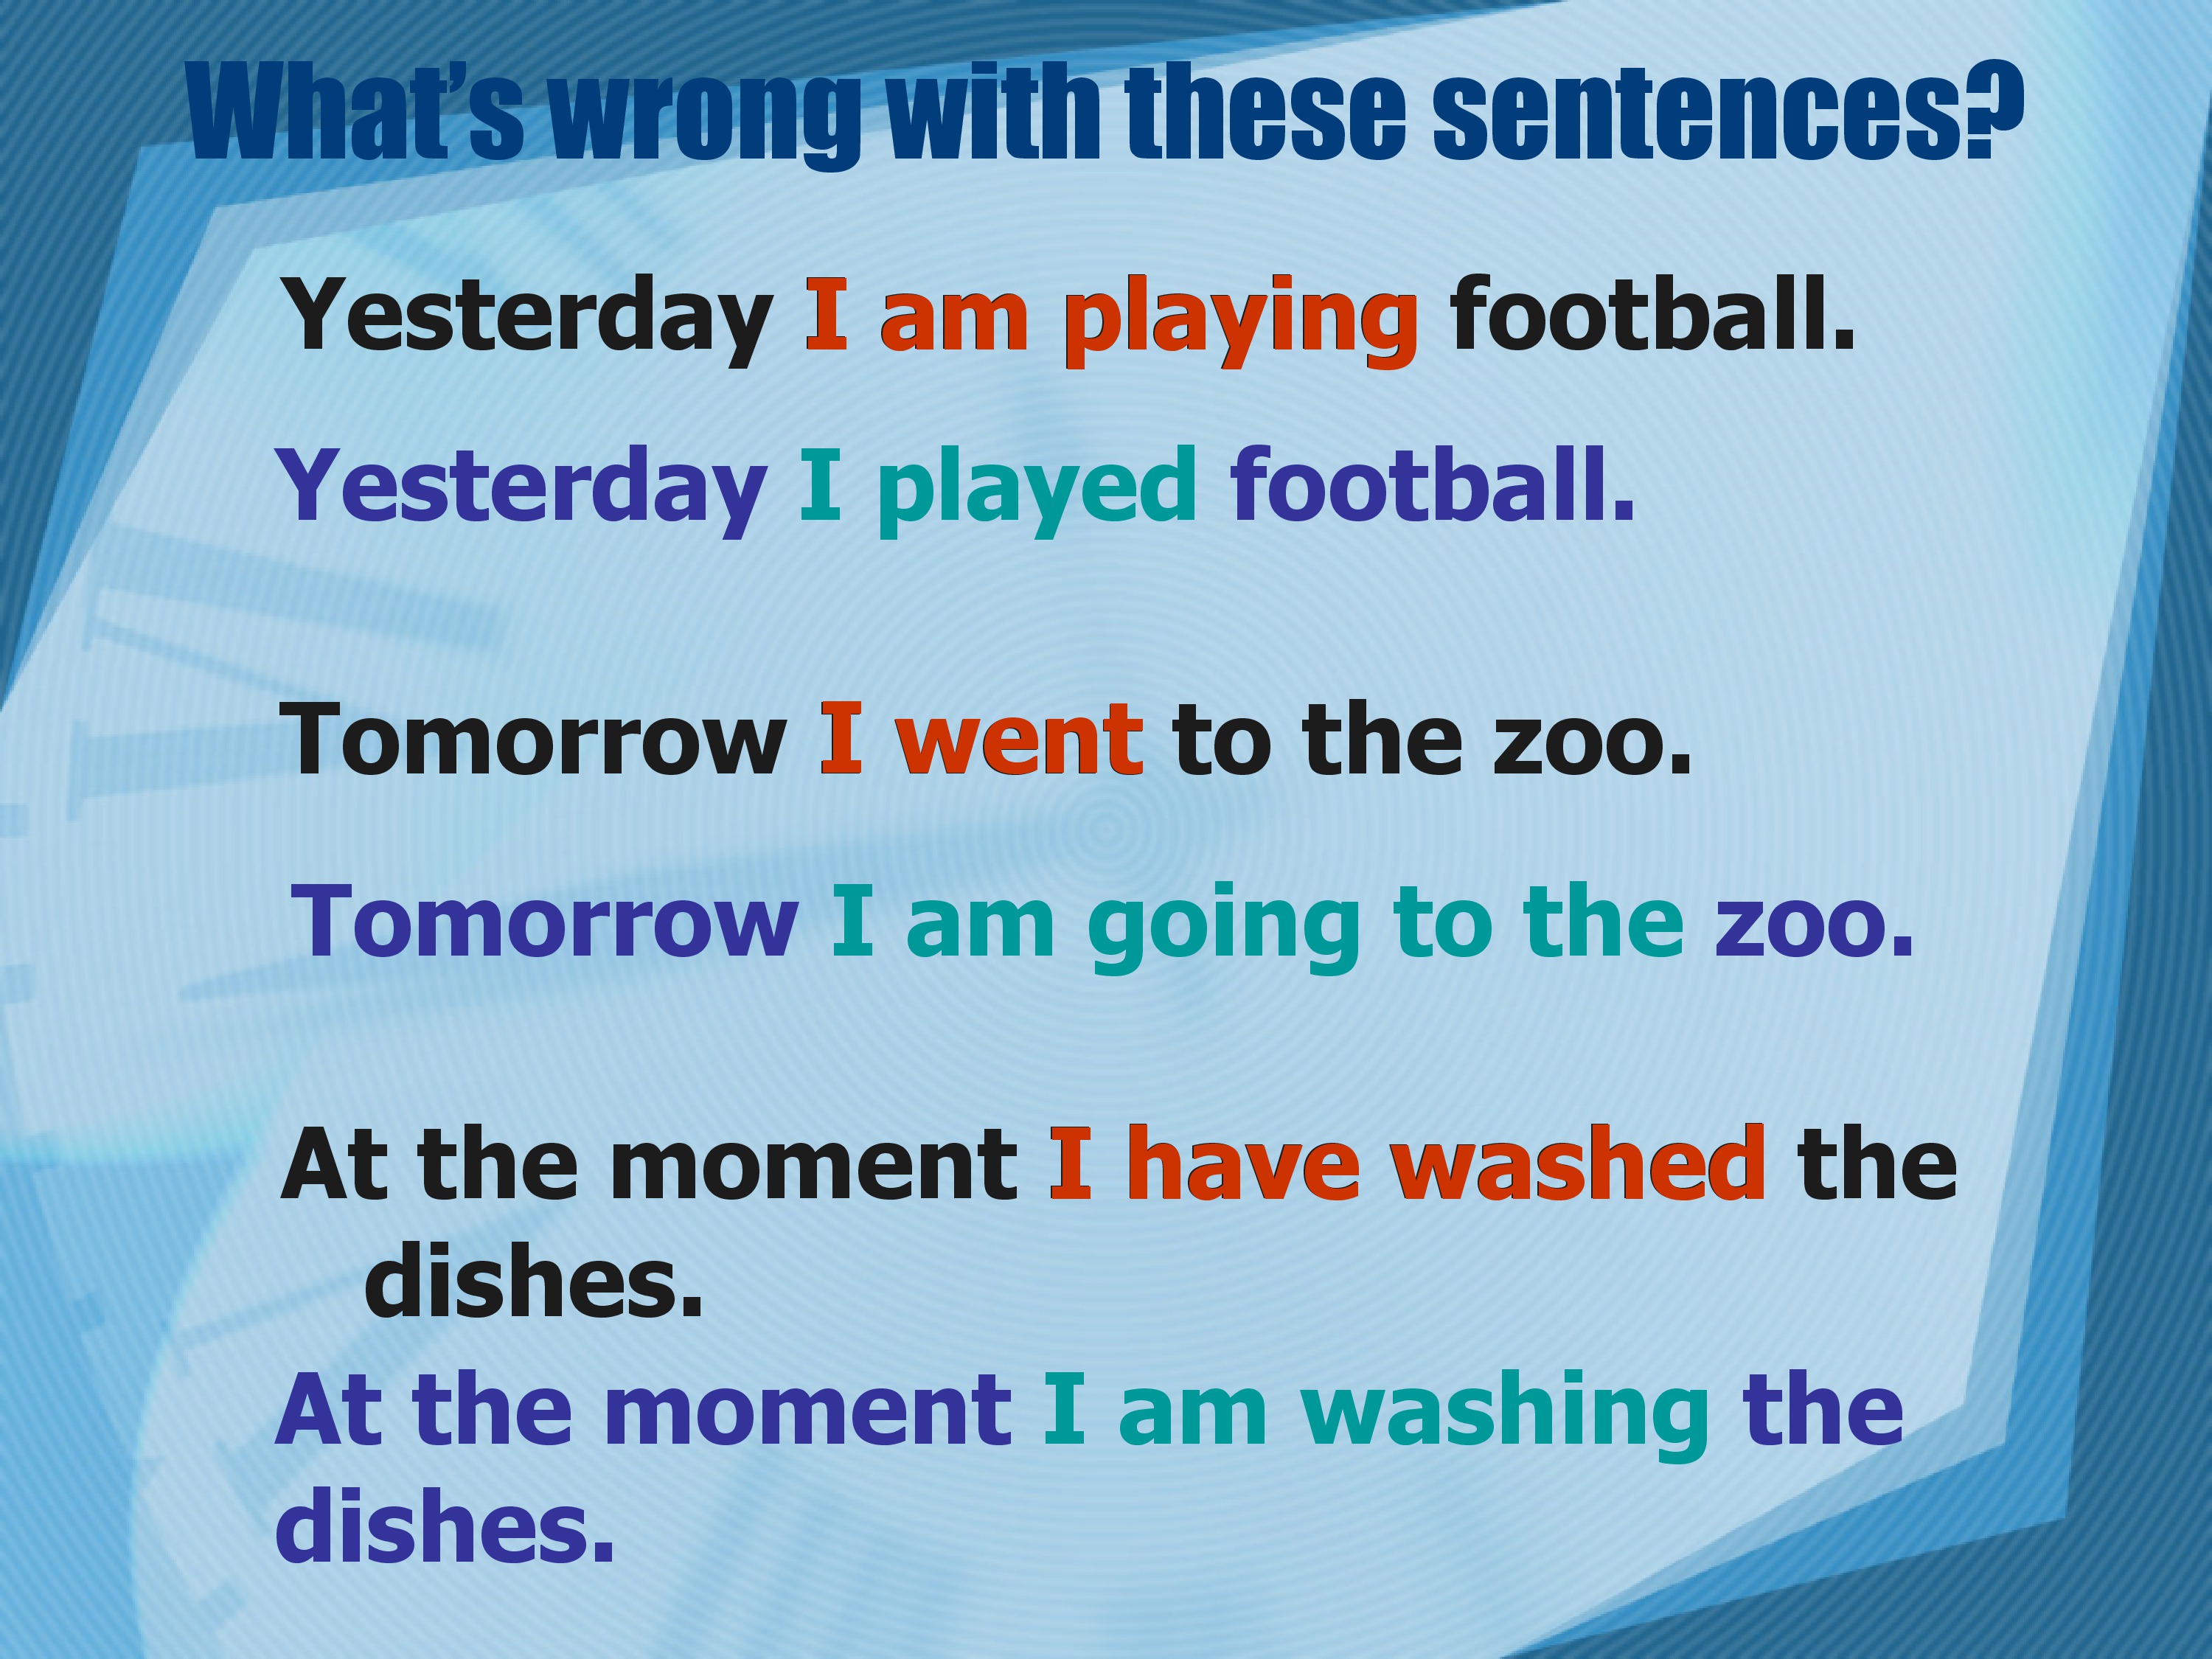 What’s wrong with these sentences?
Yesterday I am playing football.
Yesterday I played football.
Tomorrow I went to the zoo.
Tomorrow I am going to the zoo.
At the moment I have washed the
dishes.
At the moment I am washing the
dishes.